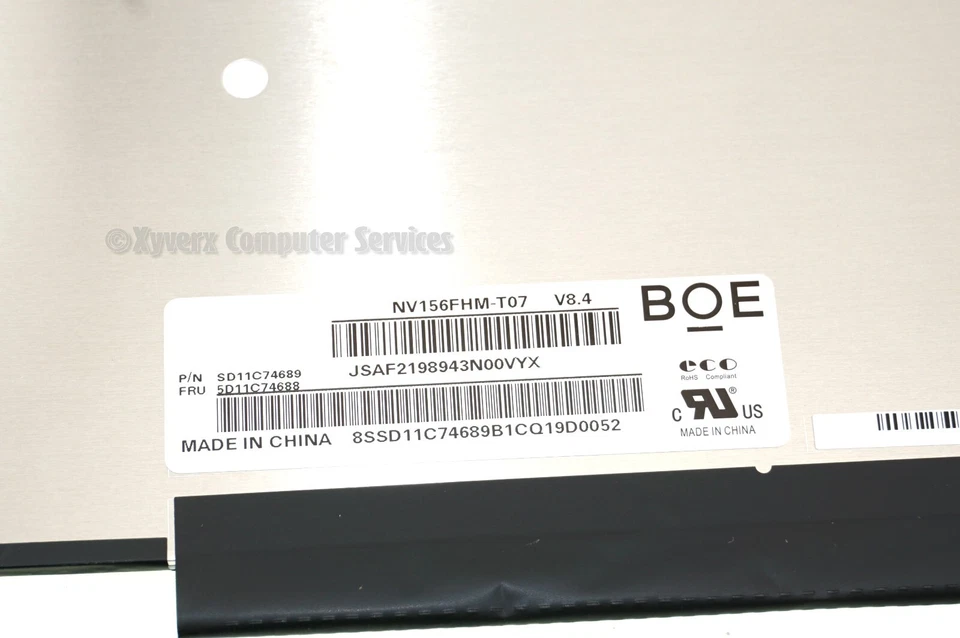 ©Xyverx Computer Services
NV156FHM-T07 V8.4
BOE
JSAF2198943N00VYX
P/N SD11C74689
FRU 5D11C74688
eco
RoHS Compliant
c RU ® US
MADE IN CHINA 8SSD11C74689B1CQ19D0052
MADE IN CHINA